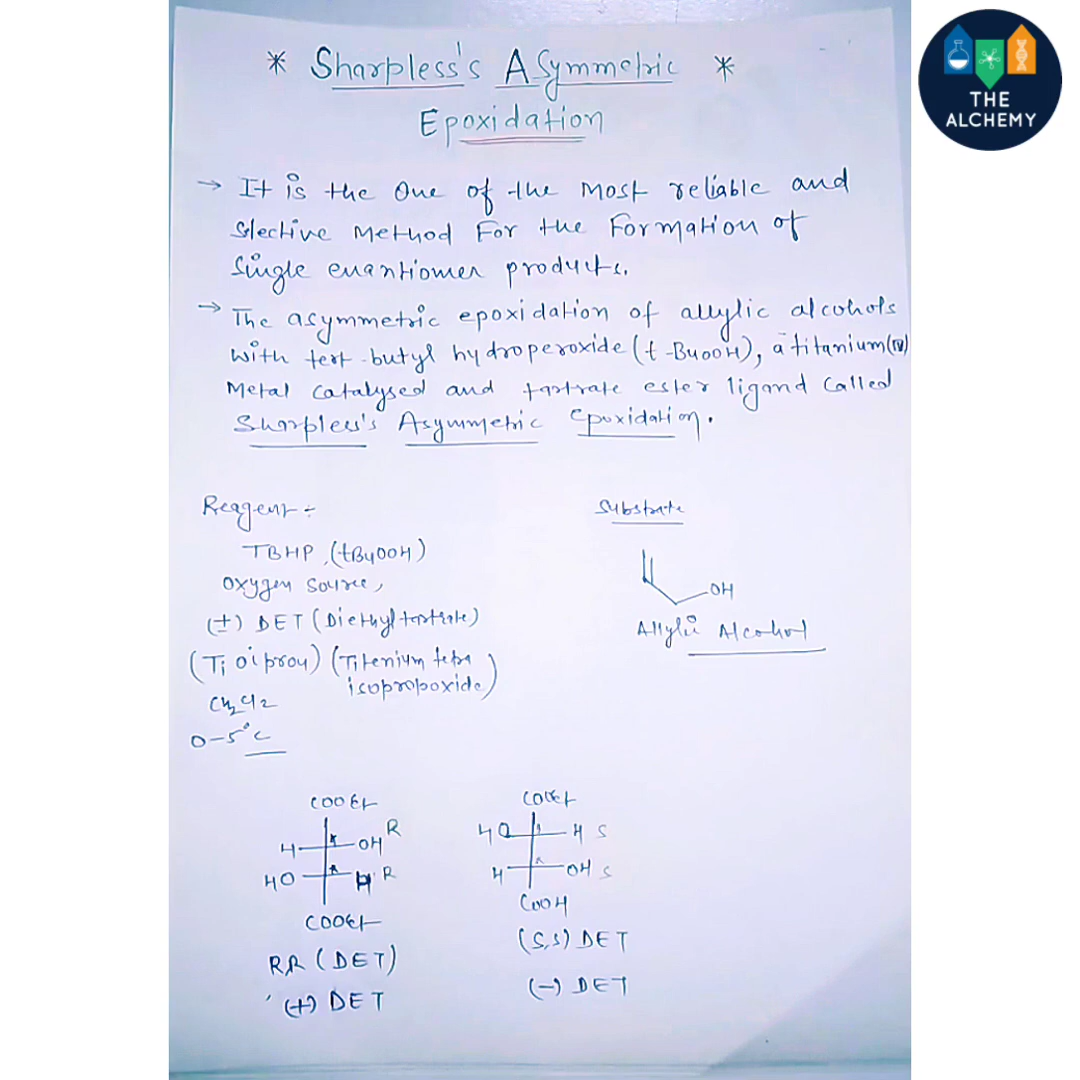 * Sharpless's Asymmetric *
Epoxidation
THE
ALCHEMY
→ It is the One of the Most reliable and
Selective Method For the Formation of
Single enantiomer products.
→ The asymmetric epoxidation of allylic alcohols
with tert-butyl hydroperoxide (t-BuOOH), a titanium(IV)
Metal catalysed and tartrate ester ligand called
Sharpless's Asymmetric epoxidation.
Reagent ÷
TBHP, (tBuOOH)
Oxygen source,
(±) DET (Diethyl tartrate)
(Ti oiprou) (Titenium tetra
isopropoxide)
CH2Cl2
0-5°C
Substrate
OH
Allylic Alcohol
COOEt
H OH R
HO H R
COOEt
RR (DET)
(+) DET
COOEt
HO H S
H OH S
COOH
(S,S) DET
(-) DET